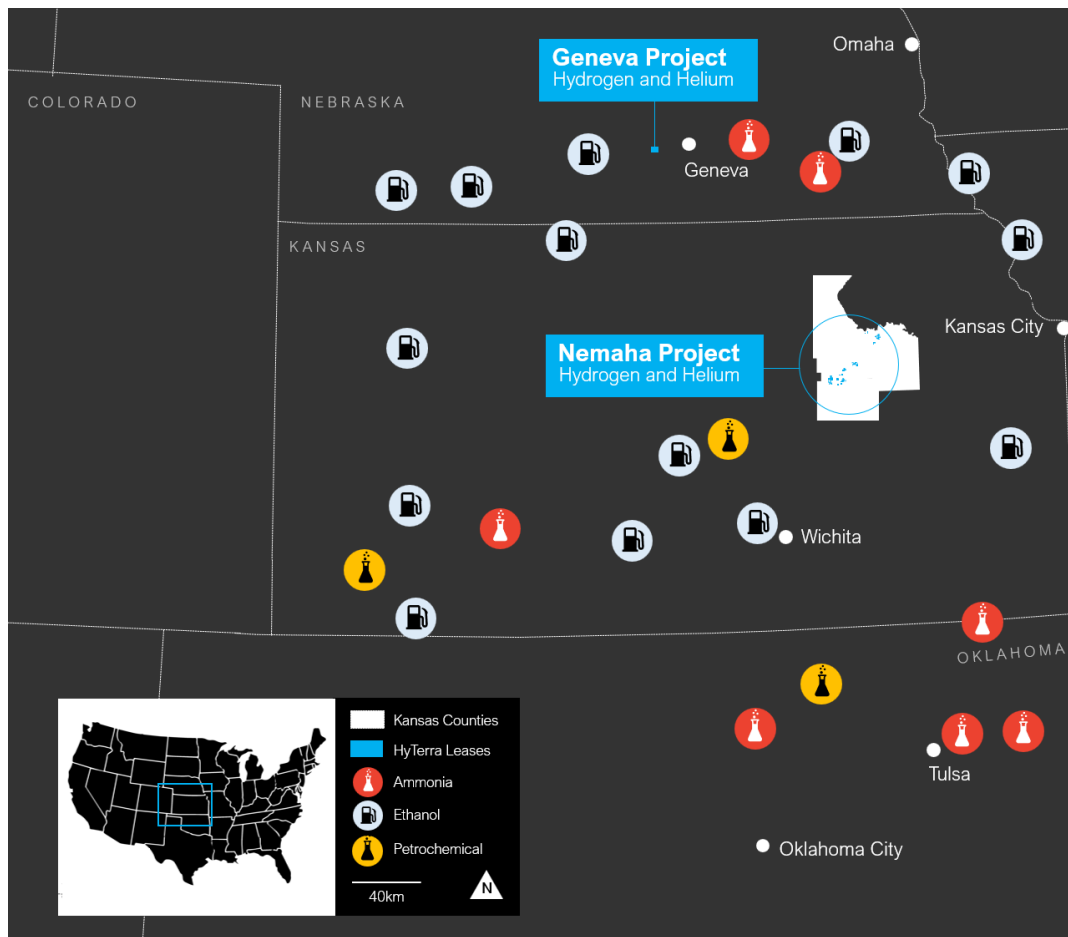 Omaha
Geneva Project
Hydrogen and Helium
COLORADO
NEBRASKA
Geneva
KANSAS
Kansas City
Nemaha Project
Hydrogen and Helium
Wichita
OKLAHOMA
Kansas Counties
HyTerra Leases
Ammonia
Ethanol
Petrochemical
40km
N
Tulsa
Oklahoma City